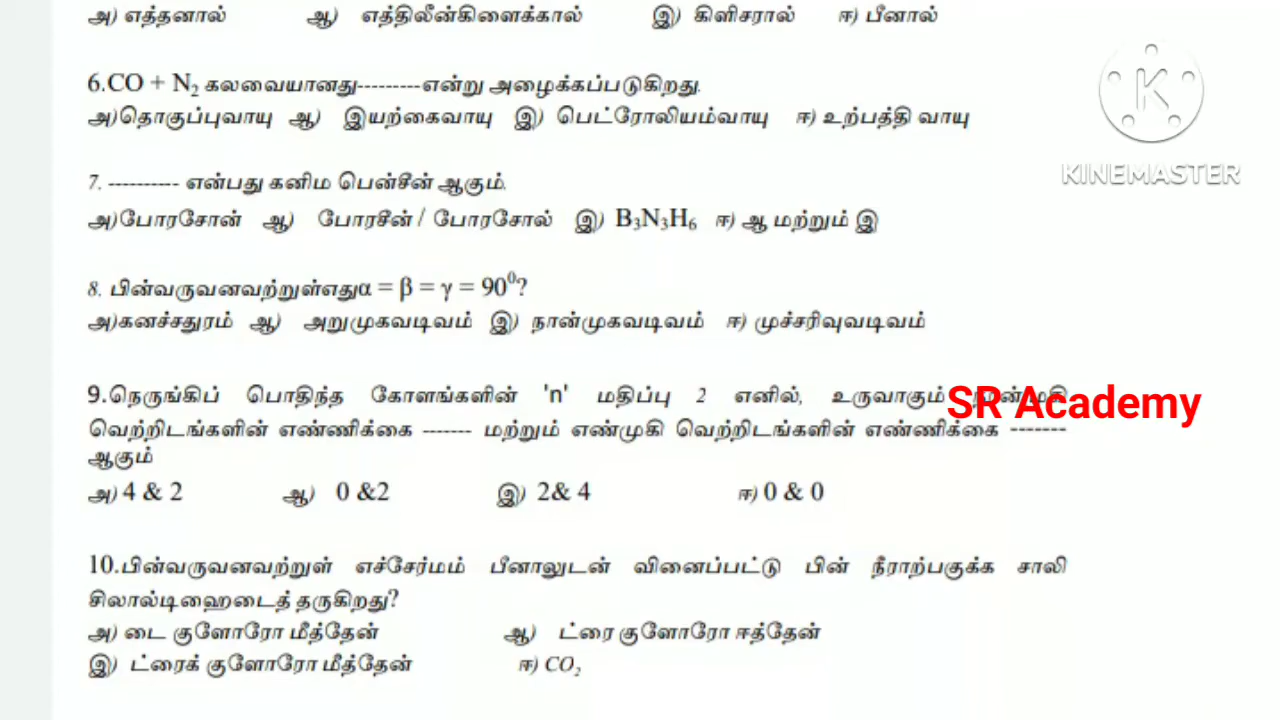 அ) எத்தனால் ஆ) எத்திலீன்கிளைக்கால் இ) கிளிசரால் ஈ) பீனால்
6.CO + N₂ கலவையானது---------என்று அழைக்கப்படுகிறது.
அ)தொகுப்புவாயு ஆ) இயற்கைவாயு இ) பெட்ரோலியம்வாயு ஈ) உற்பத்தி வாயு
KINEMASTER
7. ---------- என்பது கனிம பென்சீன் ஆகும்.
அ)போரசோன் ஆ) போரசீன் / போரசோல் இ) B₃N₃H₆ ஈ) ஆ மற்றும் இ
8. பின்வருவனவற்றுள்எதுα = β = γ = 90⁰?
அ)கனச்சதுரம் ஆ) அறுமுகவடிவம் இ) நான்முகவடிவம் ஈ) முச்சரிவுவடிவம்
9.நெருங்கிப் பொதிந்த கோளங்களின் 'n' மதிப்பு 2 எனில், உருவாகும்
SR Academy
வெற்றிடங்களின் எண்ணிக்கை ------- மற்றும் எண்முகி வெற்றிடங்களின் எண்ணிக்கை -------
ஆகும்
அ) 4 & 2 ஆ) 0 &2 இ) 2& 4 ஈ) 0 & 0
10.பின்வருவனவற்றுள் எச்சேர்மம் பீனாலுடன் வினைப்பட்டு பின் நீராற்பகுக்க சாலி
சிலால்டிஹைடைத் தருகிறது?
அ) டை குளோரோ மீத்தேன் ஆ) ட்ரை குளோரோ ஈத்தேன்
இ) ட்ரைக் குளோரோ மீத்தேன் ஈ) CO₂